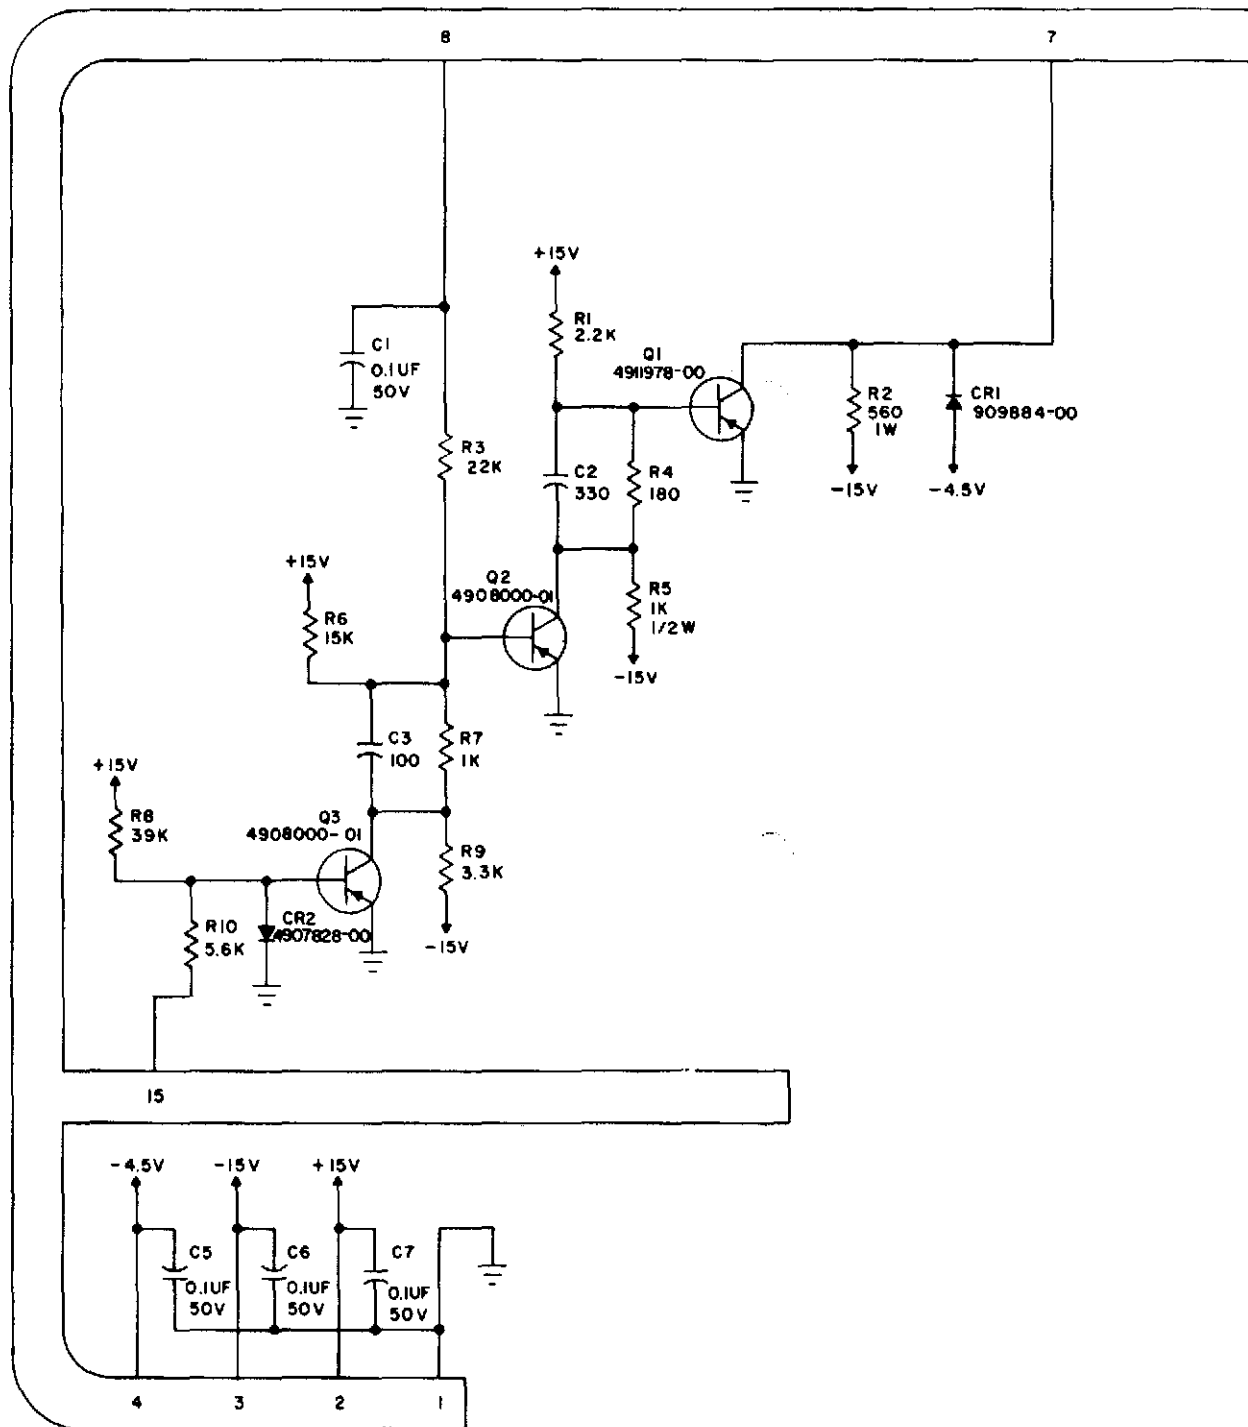 8
7
+15V
R1
2.2K
C1
0.1UF
50V
Q1
4911978-00
R2
560
1W
CR1
909884-00
R3
22K
C2
330
R4
180
-15V
-4.5V
+15V
R6
15K
Q2
4908000-01
R5
1K
1/2W
-15V
C3
100
R7
1K
+15V
R8
39K
Q3
4908000-01
R9
3.3K
R10
5.6K
CR2
4907828-00
-15V
15
-4.5V
-15V
+15V
C5
0.1UF
50V
C6
0.1UF
50V
C7
0.1UF
50V
4
3
2
1